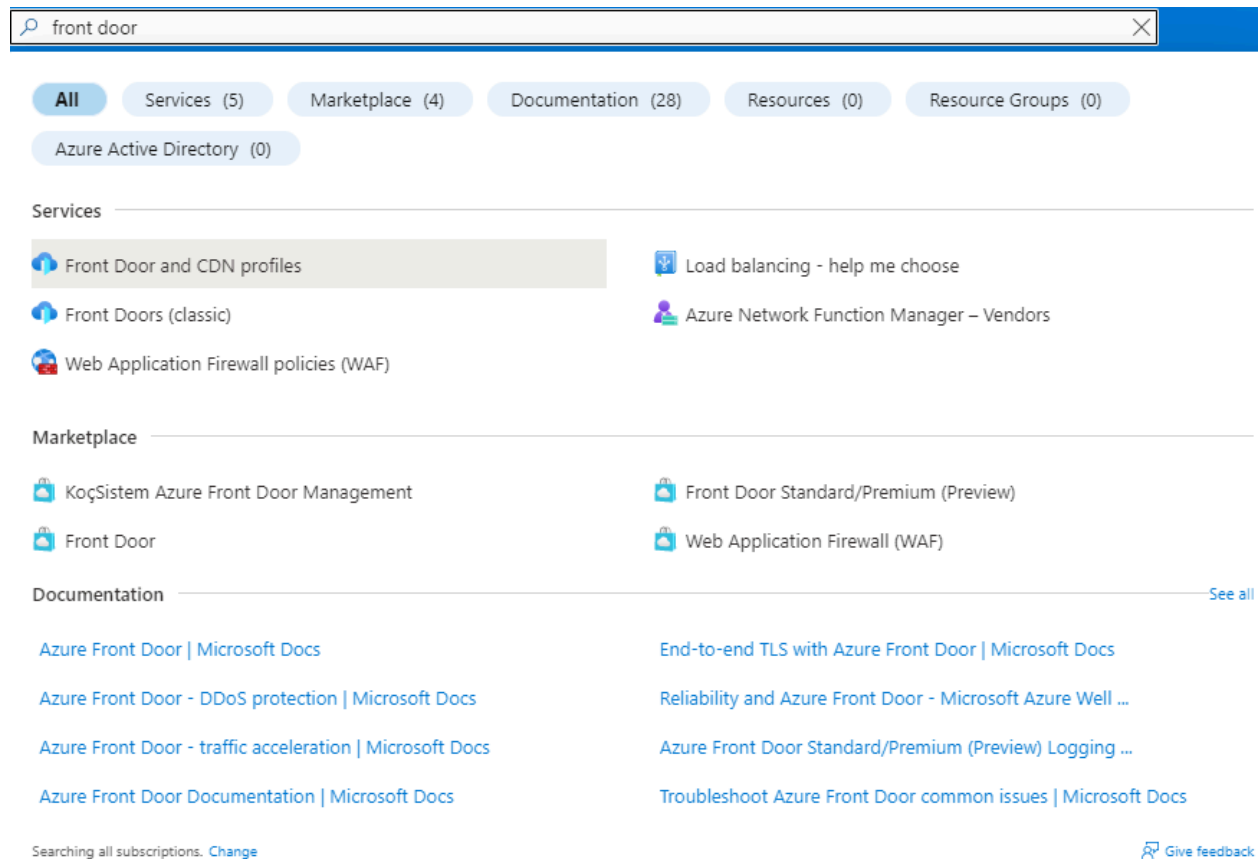 front door
All Services (5) Marketplace (4) Documentation (28) Resources (0) Resource Groups (0)
Azure Active Directory (0)
Services
Front Door and CDN profiles
Load balancing - help me choose
Front Doors (classic)
Azure Network Function Manager – Vendors
Web Application Firewall policies (WAF)
Marketplace
KoçSistem Azure Front Door Management
Front Door Standard/Premium (Preview)
Front Door
Web Application Firewall (WAF)
Documentation
See all
Azure Front Door | Microsoft Docs
End-to-end TLS with Azure Front Door | Microsoft Docs
Azure Front Door - DDoS protection | Microsoft Docs
Reliability and Azure Front Door - Microsoft Azure Well ...
Azure Front Door - traffic acceleration | Microsoft Docs
Azure Front Door Standard/Premium (Preview) Logging ...
Azure Front Door Documentation | Microsoft Docs
Troubleshoot Azure Front Door common issues | Microsoft Docs
Searching all subscriptions. Change
Give feedback